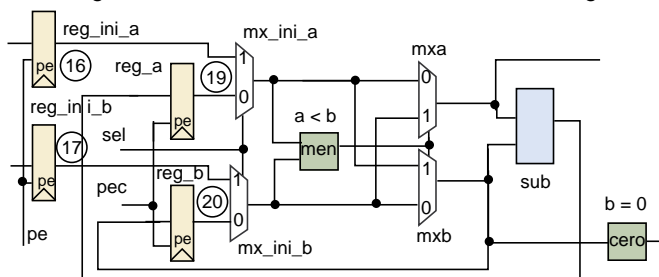 reg_ini_a
mx_ini_a
1
mxa
pe
16
reg_a
19
0
0
reg_in i_b
pe
1
a < b
17
sel
men
pe
reg_b
1
1
sub
pec
20
b = 0
pe
0
0
cero
pe
mx_ini_b
mxb